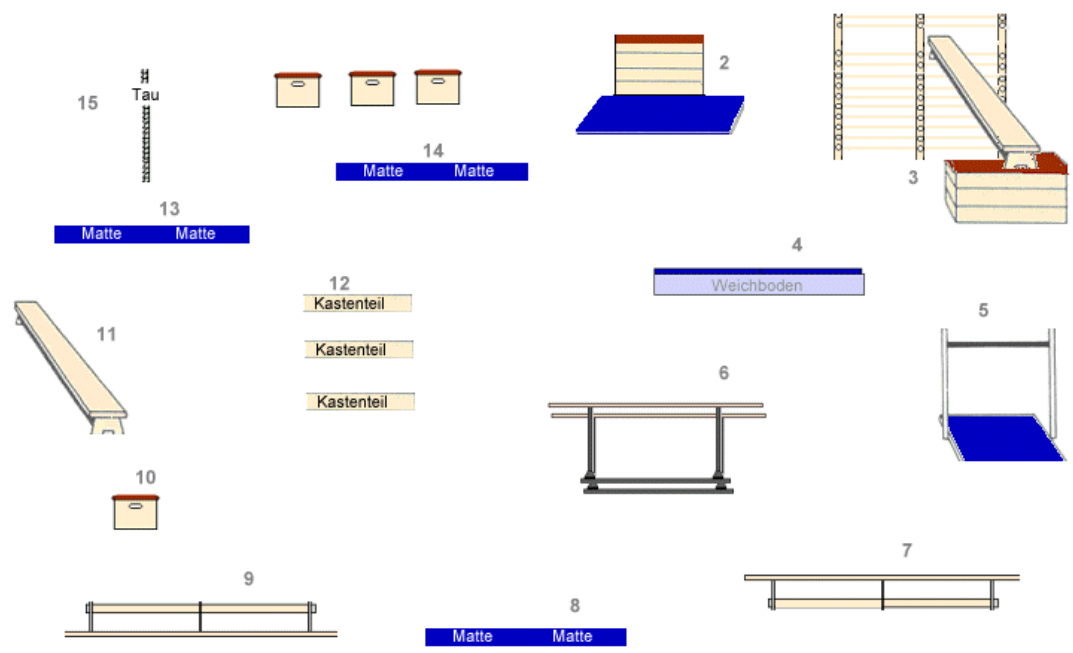 2
15
Tau
14
Matte Matte
3
13
Matte Matte
4
Weichboden
12
Kastenteil
11
5
Kastenteil
6
Kastenteil
10
7
9
8
Matte Matte